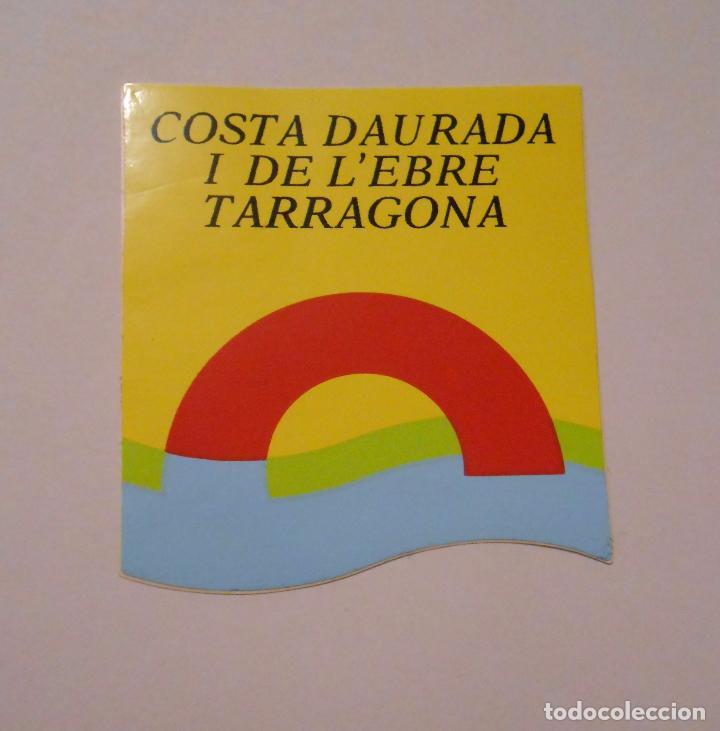 COSTA DAURADA
I DE L'EBRE
TARRAGONA
todocoleccion